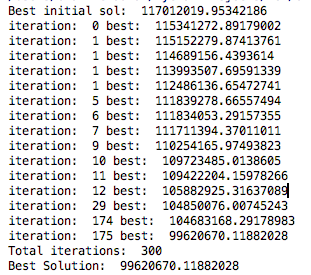 Best initial sol:  117012019.95342186
iteration:  0 best:  115341272.89179002
iteration:  1 best:  115152279.87413761
iteration:  1 best:  114689156.4393614
iteration:  1 best:  113993507.69591339
iteration:  1 best:  112486136.65472741
iteration:  5 best:  111839278.66557494
iteration:  6 best:  111834053.29157355
iteration:  7 best:  111711394.37011011
iteration:  9 best:  110254165.97493823
iteration:  10 best:  109723485.0138605
iteration:  11 best:  109422204.15978266
iteration:  12 best:  105882925.31637089
iteration:  29 best:  104850076.00745243
iteration:  174 best:  104683168.29178983
iteration:  175 best:  99620670.11882028
Total iterations:  300
Best Solution:  99620670.11882028